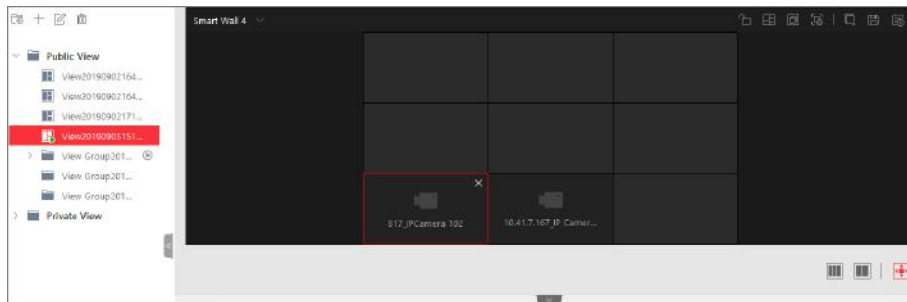 Smart Wall 4
Public View
View20190902164...
View20190902164...
View20190902171...
View20190905151...
View Group201...
View Group201...
View Group201...
Private View
817_IPCamera 102
10.41.7.167_IP Camer...